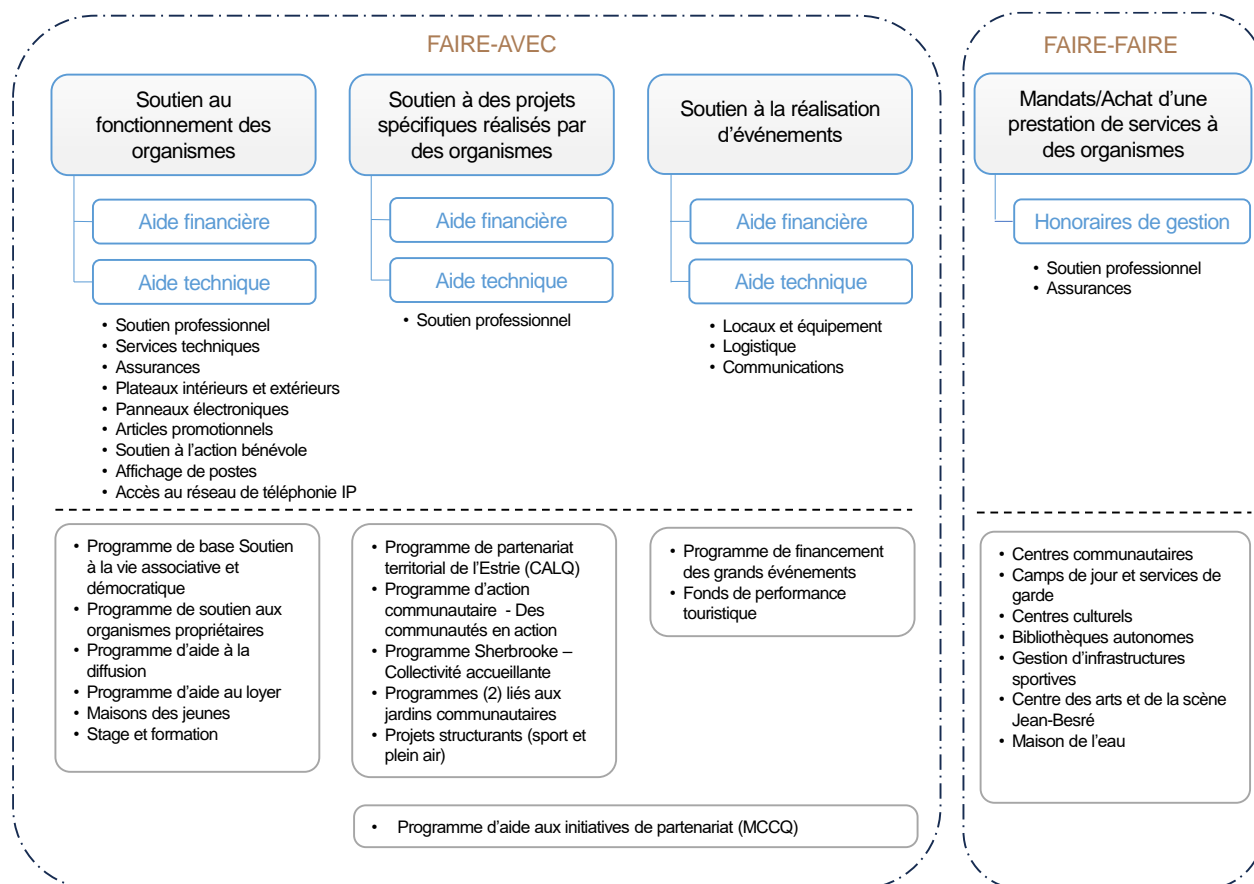 FAIRE-AVEC
Soutien au
fonctionnement des
organismes
Aide financière
Aide technique
• Soutien professionnel
• Services techniques
• Assurances
• Plateaux intérieurs et extérieurs
• Panneaux électroniques
• Articles promotionnels
• Soutien à l'action bénévole
• Affichage de postes
• Accès au réseau de téléphonie IP
• Programme de base Soutien
à la vie associative et
démocratique
• Programme de soutien aux
organismes propriétaires
• Programme d'aide à la
diffusion
• Programme d'aide au loyer
• Maisons des jeunes
• Stage et formation
Soutien à des projets
spécifiques réalisés par
des organismes
Aide financière
Aide technique
• Soutien professionnel
• Programme de partenariat
territorial de l'Estrie (CALQ)
• Programme d'action
communautaire - Des
communautés en action
• Programme Sherbrooke –
Collectivité accueillante
• Programmes (2) liés aux
jardins communautaires
• Projets structurants (sport et
plein air)
Soutien à la réalisation
d'événements
Aide financière
Aide technique
• Locaux et équipement
• Logistique
• Communications
• Programme de financement
des grands événements
• Fonds de performance
touristique
• Programme d'aide aux initiatives de partenariat (MCCQ)
FAIRE-FAIRE
Mandats/Achat d'une
prestation de services à
des organismes
Honoraires de gestion
• Soutien professionnel
• Assurances
• Centres communautaires
• Camps de jour et services de
garde
• Centres culturels
• Bibliothèques autonomes
• Gestion d'infrastructures
sportives
• Centre des arts et de la scène
Jean-Besré
• Maison de l'eau